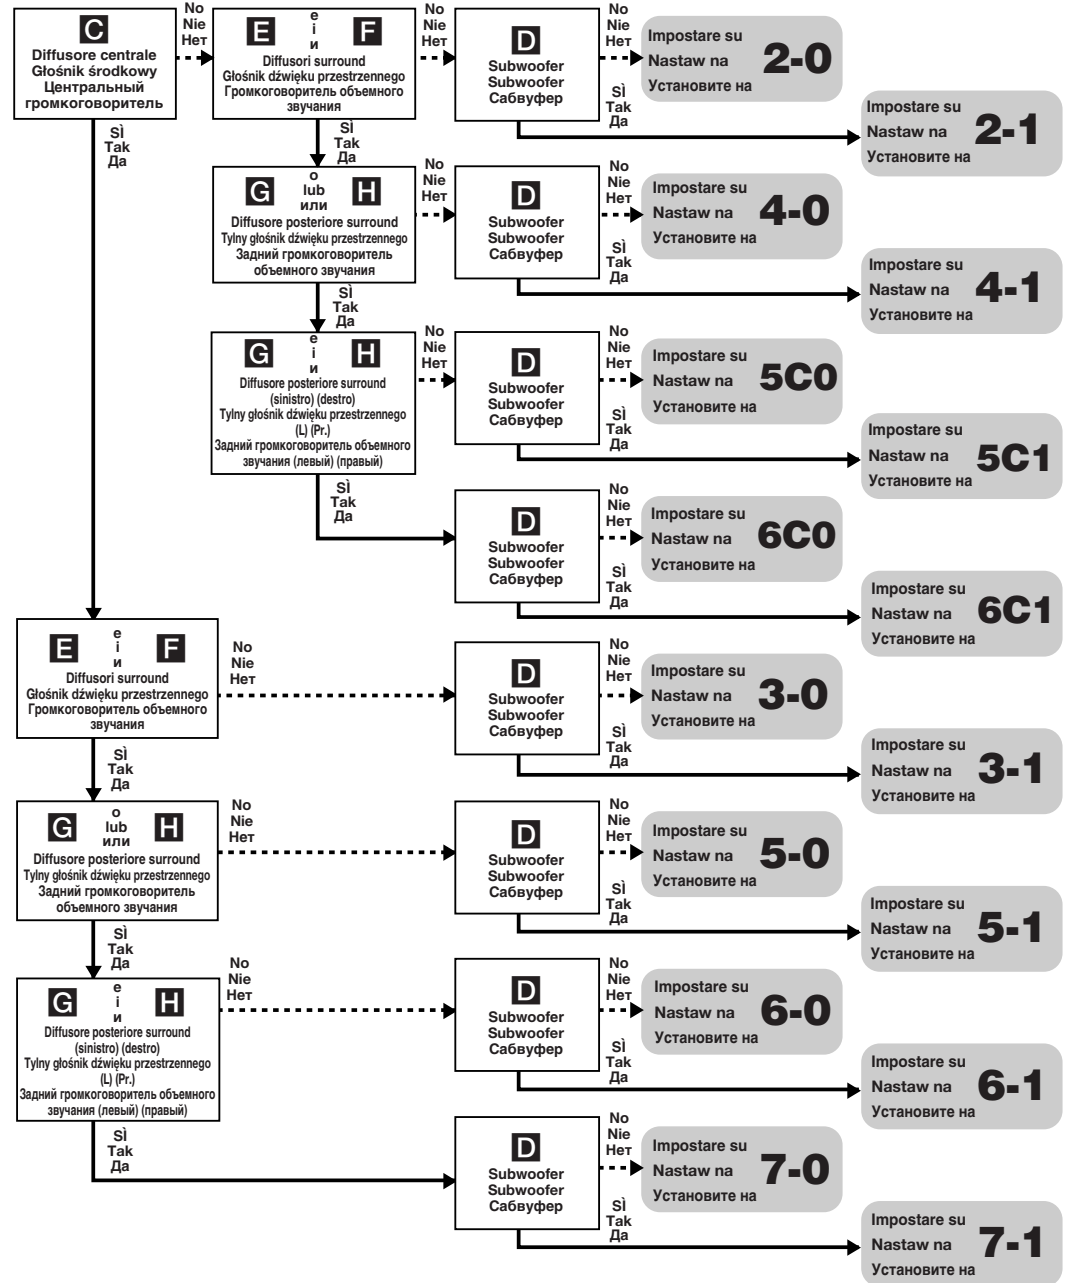 No
Nie
Нет
C
Diffusore centrale
Głośnik środkowy
Центральный
громкоговоритель
SÌ
Tak
Да
E e i и F
Diffusori surround
Głośnik dźwięku przestrzennego
Громкоговоритель объемного
звучания
No
Nie
Нет
SÌ
Tak
Да
D
Subwoofer
Subwoofer
Сабвуфер
No
Nie
Нет
Impostare su
Nastaw na 2-0
Установите на
SÌ
Tak
Да
Impostare su
Nastaw na 2-1
Установите на
G o lub или H
Diffusore posteriore surround
Tylny głośnik dźwięku przestrzennego
Задний громкоговоритель
объемного звучания
No
Nie
Нет
SÌ
Tak
Да
D
Subwoofer
Subwoofer
Сабвуфер
No
Nie
Нет
Impostare su
Nastaw na 4-0
Установите на
SÌ
Tak
Да
Impostare su
Nastaw na 4-1
Установите на
G e i и H
Diffusore posteriore surround
(sinistro) (destro)
Tylny głośnik dźwięku przestrzennego
(L) (Pr.)
Задний громкоговоритель объемного
звучания (левый) (правый)
No
Nie
Нет
SÌ
Tak
Да
D
Subwoofer
Subwoofer
Сабвуфер
No
Nie
Нет
Impostare su
Nastaw na 5C0
Установите на
SÌ
Tak
Да
Impostare su
Nastaw na 5C1
Установите на
D
Subwoofer
Subwoofer
Сабвуфер
No
Nie
Нет
Impostare su
Nastaw na 6C0
Установите на
SÌ
Tak
Да
Impostare su
Nastaw na 6C1
Установите на
E e i и F
Diffusori surround
Głośnik dźwięku przestrzennego
Громкоговоритель объемного
звучания
No
Nie
Нет
SÌ
Tak
Да
D
Subwoofer
Subwoofer
Сабвуфер
No
Nie
Нет
Impostare su
Nastaw na 3-0
Установите на
SÌ
Tak
Да
Impostare su
Nastaw na 3-1
Установите на
G o lub или H
Diffusore posteriore surround
Tylny głośnik dźwięku przestrzennego
Задний громкоговоритель
объемного звучания
No
Nie
Нет
SÌ
Tak
Да
D
Subwoofer
Subwoofer
Сабвуфер
No
Nie
Нет
Impostare su
Nastaw na 5-0
Установите на
SÌ
Tak
Да
Impostare su
Nastaw na 5-1
Установите на
G e i и H
Diffusore posteriore surround
(sinistro) (destro)
Tylny głośnik dźwięku przestrzennego
(L) (Pr.)
Задний громкоговоритель объемного
звучания (левый) (правый)
No
Nie
Нет
SÌ
Tak
Да
D
Subwoofer
Subwoofer
Сабвуфер
No
Nie
Нет
Impostare su
Nastaw na 6-0
Установите на
SÌ
Tak
Да
Impostare su
Nastaw na 6-1
Установите на
D
Subwoofer
Subwoofer
Сабвуфер
No
Nie
Нет
Impostare su
Nastaw na 7-0
Установите на
SÌ
Tak
Да
Impostare su
Nastaw na 7-1
Установите на